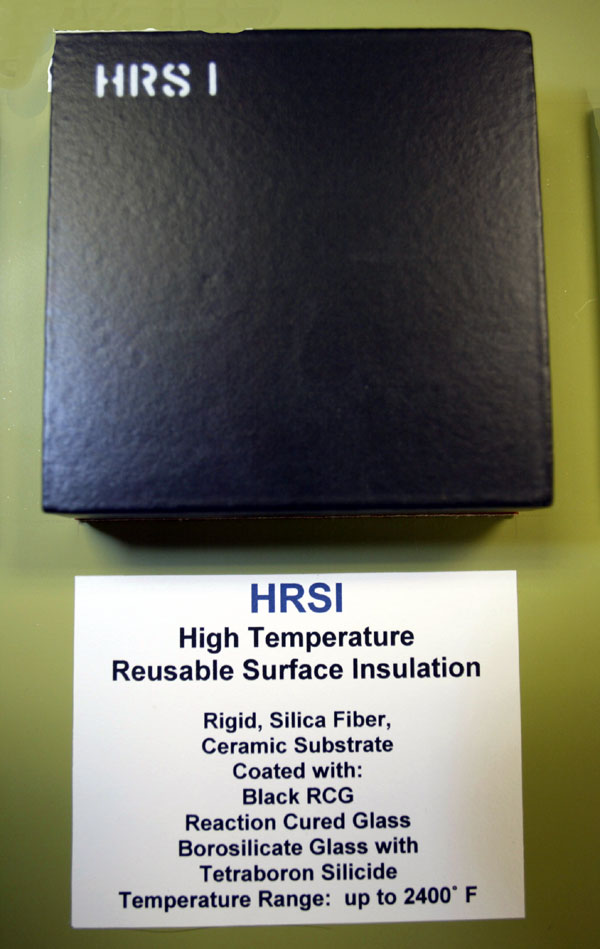 HRSI
HRSI
High Temperature
Reusable Surface Insulation
Rigid, Silica Fiber,
Ceramic Substrate
Coated with:
Black RCG
Reaction Cured Glass
Borosilicate Glass with
Tetraboron Silicide
Temperature Range: up to 2400° F